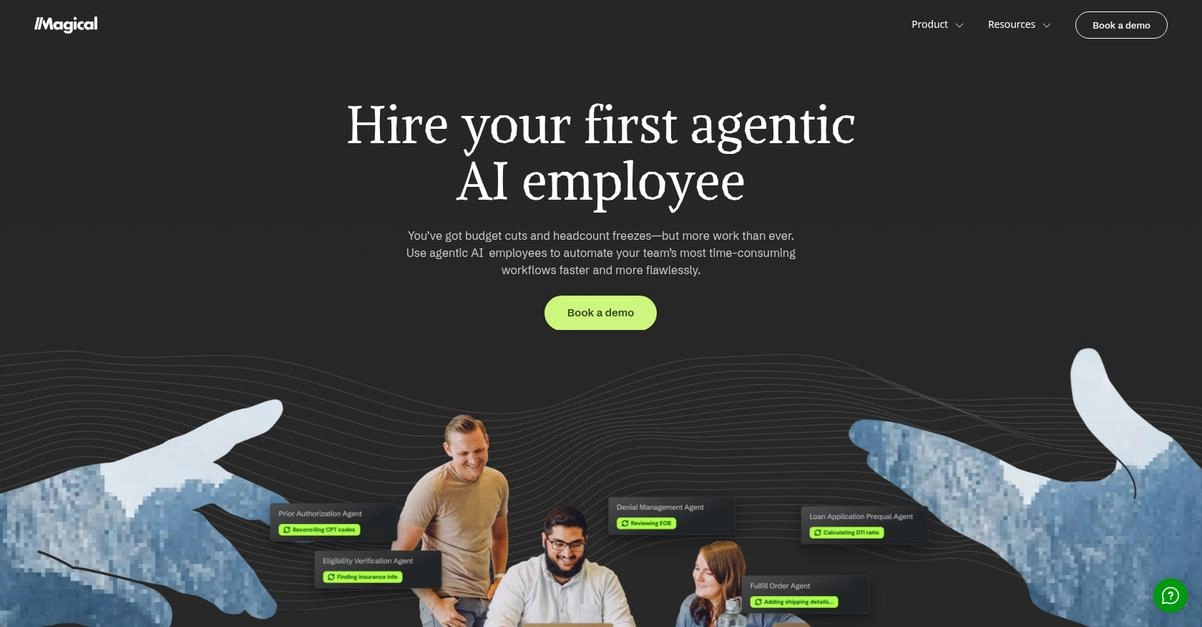 Magical
Product
Resources
Book a demo
Hire your first agentic
AI employee
You've got budget cuts and headcount freezes—but more work than ever.
Use agentic AI employees to automate your team's most time-consuming
workflows faster and more flawlessly.
Book a demo
Prior Authorization Agent
Reconciling CPT codes
Eligibility Verification Agent
Finding insurance info
Denial Management Agent
Reviewing EOB
Loan Application Prequal Agent
Calculating DTI ratio
Fulfill Order Agent
Adding shipping details...